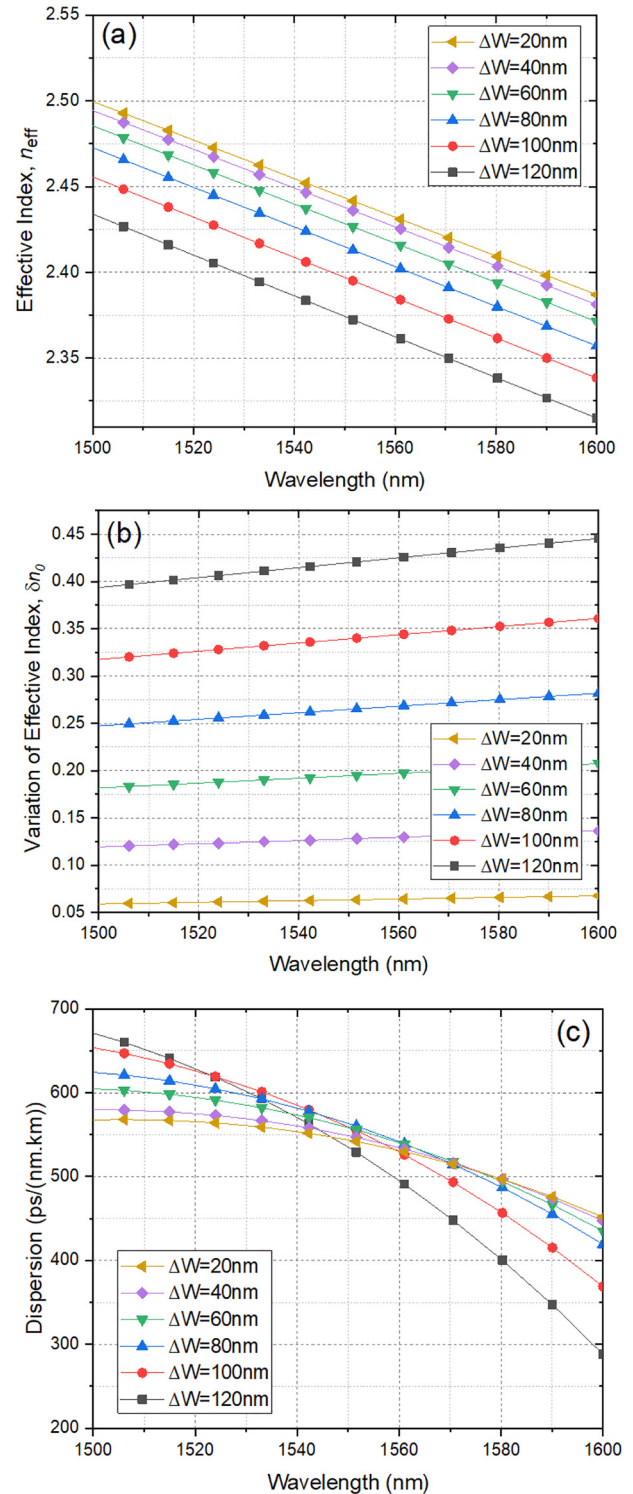 (a)
2.55
2.50
2.45
2.40
2.35
Effective Index, neff
ΔW=20nm
ΔW=40nm
ΔW=60nm
ΔW=80nm
ΔW=100nm
ΔW=120nm
1500 1520 1540 1560 1580 1600
Wavelength (nm)
(b)
0.45
0.40
0.35
0.30
0.25
0.20
0.15
0.10
0.05
Variation of Effective Index, δn0
ΔW=20nm
ΔW=40nm
ΔW=60nm
ΔW=80nm
ΔW=100nm
ΔW=120nm
1500 1520 1540 1560 1580 1600
Wavelength (nm)
(c)
700
600
500
400
300
200
Dispersion (ps/(nm.km))
ΔW=20nm
ΔW=40nm
ΔW=60nm
ΔW=80nm
ΔW=100nm
ΔW=120nm
1500 1520 1540 1560 1580 1600
Wavelength (nm)